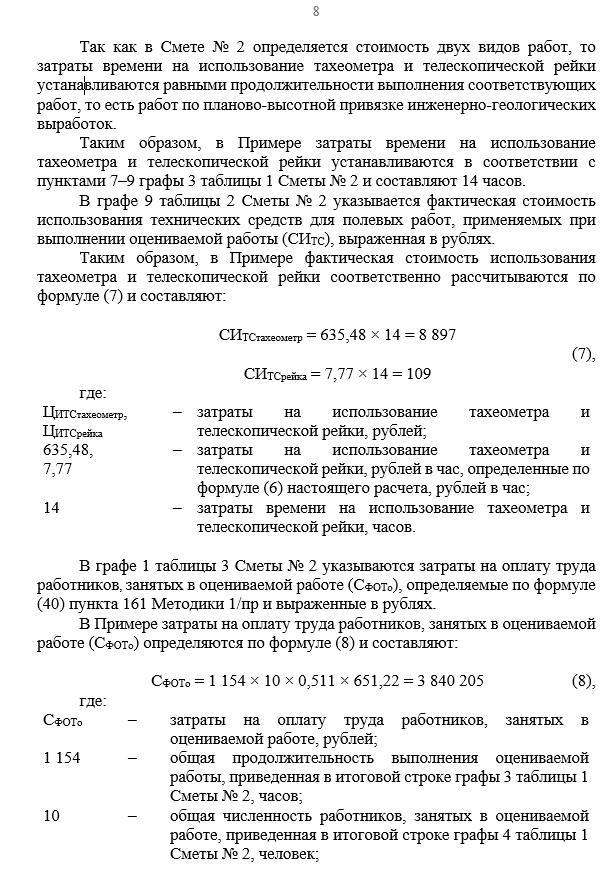 8
Так как в Смете № 2 определяется стоимость двух видов работ, то
затраты времени на использование тахеометра и телескопической рейки
устанавливаются равными продолжительности выполнения соответствующих
работ, то есть работ по планово-высотной привязке инженерно-геологических
выработок.
Таким образом, в Примере затраты времени на использование
тахеометра и телескопической рейки устанавливаются в соответствии с
пунктами 7–9 графы 3 таблицы 1 Сметы № 2 и составляют 14 часов.
В графе 9 таблицы 2 Сметы № 2 указывается фактическая стоимость
использования технических средств для полевых работ, применяемых при
выполнении оцениваемой работы (СИТС), выраженная в рублях.
Таким образом, в Примере фактическая стоимость использования
тахеометра и телескопической рейки соответственно рассчитываются по
формуле (7) и составляют:
СИТСтахеометр = 635,48 × 14 = 8 897
(7),
СИТСрейка = 7,77 × 14 = 109
где:
ЦИТСтахеометр, – затраты на использование тахеометра и
ЦИТСрейка телескопической рейки, рублей;
635,48, – затраты на использование тахеометра и
7,77 телескопической рейки, рублей в час, определенные по
формуле (6) настоящего расчета, рублей в час;
14 – затраты времени на использование тахеометра и
телескопической рейки, часов.
В графе 1 таблицы 3 Сметы № 2 указываются затраты на оплату труда
работников, занятых в оцениваемой работе (СФОТо), определяемые по формуле
(40) пункта 161 Методики 1/пр и выраженные в рублях.
В Примере затраты на оплату труда работников, занятых в оцениваемой
работе (СФОТо) определяются по формуле (8) и составляют:
СФОТо = 1 154 × 10 × 0,511 × 651,22 = 3 840 205 (8),
где:
СФОТо – затраты на оплату труда работников, занятых в
оцениваемой работе, рублей;
1 154 – общая продолжительность выполнения оцениваемой
работы, приведенная в итоговой строке графы 3 таблицы 1
Сметы № 2, часов;
10 – общая численность работников, занятых в оцениваемой
работе, приведенная в итоговой строке графы 4 таблицы 1
Сметы № 2, человек;